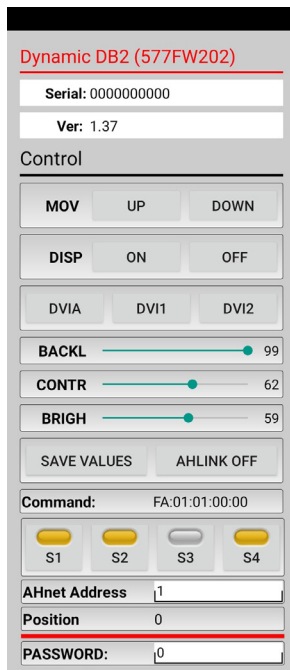 Dynamic DB2 (577FW202)
Serial: 0000000000
Ver: 1.37
Control
MOV UP DOWN
DISP ON OFF
DVIA DVI1 DVI2
BACKL 99
CONTR 62
BRIGH 59
SAVE VALUES AHLINK OFF
Command: FA:01:01:00:00
S1 S2 S3 S4
AHnet Address 1
Position 0
PASSWORD: 0